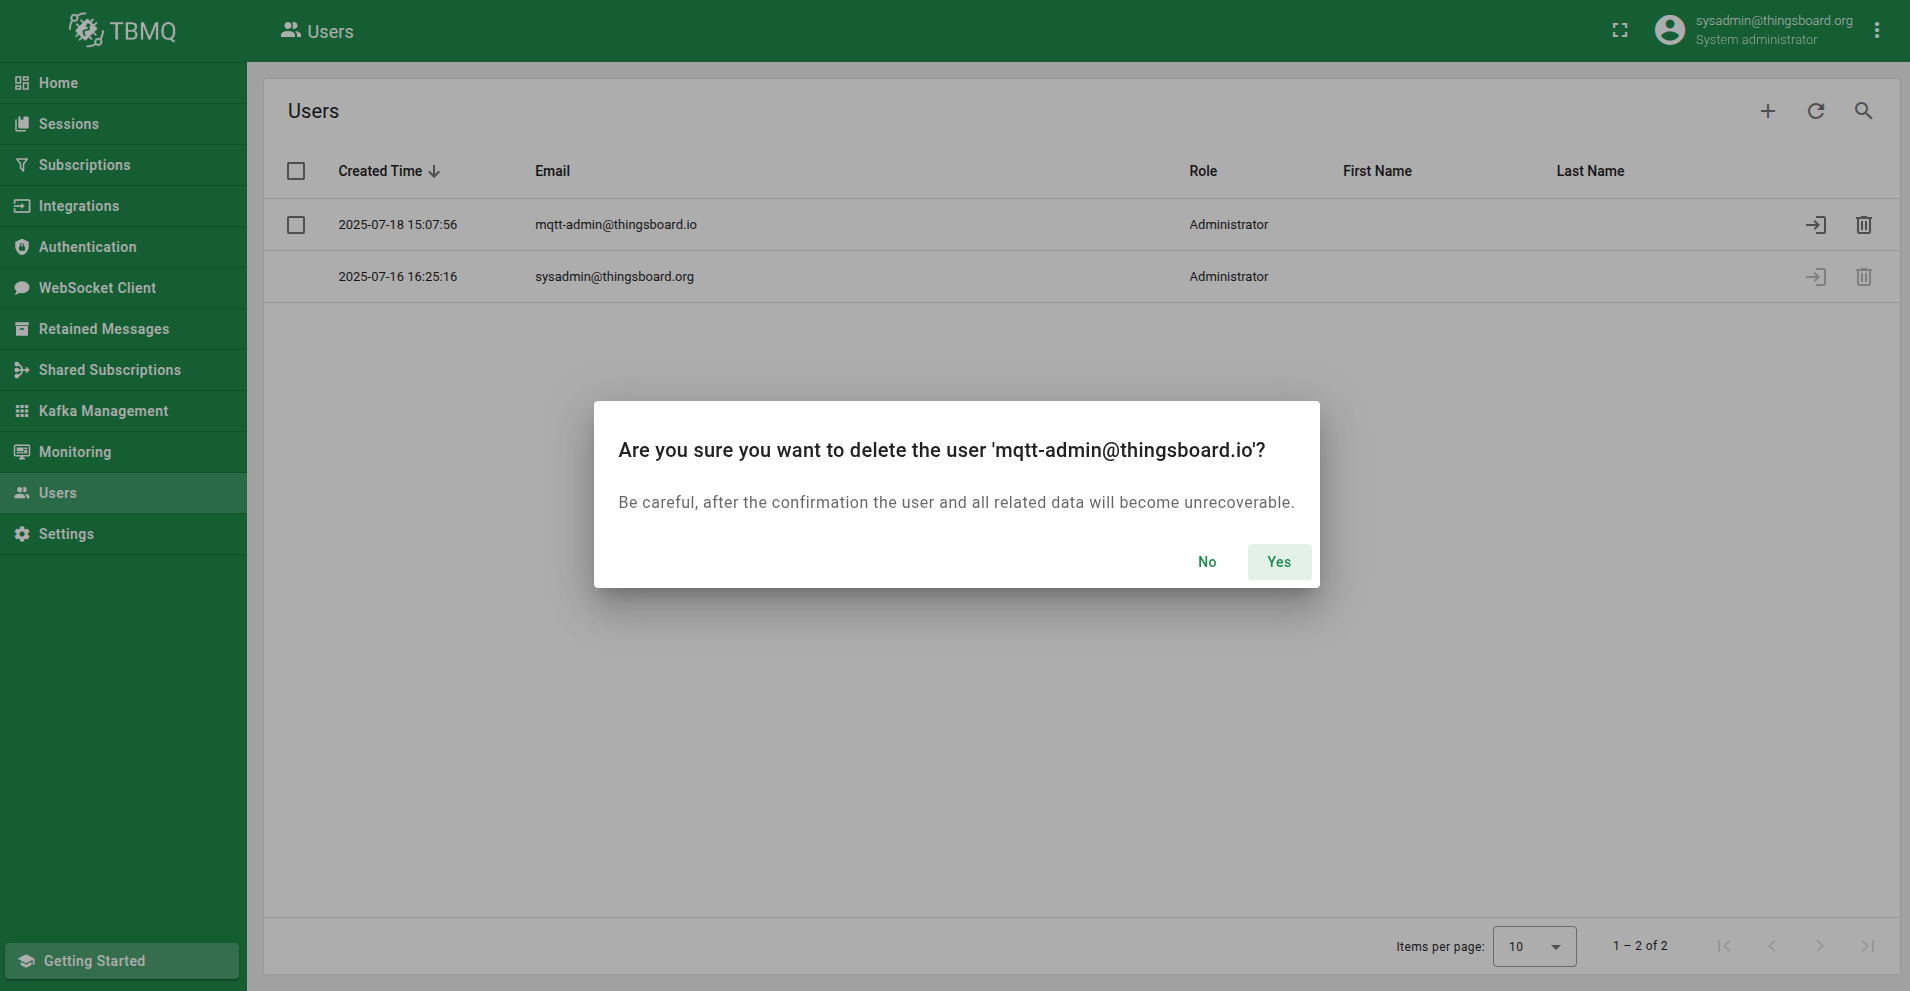 TBMQ
Users
sysadmin@thingsboard.org
System administrator
Home
Sessions
Subscriptions
Integrations
Authentication
WebSocket Client
Retained Messages
Shared Subscriptions
Kafka Management
Monitoring
Users
Settings
Getting Started
Users
Created Time Email Role First Name Last Name
2025-07-18 15:07:56 mqtt-admin@thingsboard.io Administrator
2025-07-16 16:25:16 sysadmin@thingsboard.org Administrator
Are you sure you want to delete the user 'mqtt-admin@thingsboard.io'?
Be careful, after the confirmation the user and all related data will become unrecoverable.
No Yes
Items per page: 10 1 – 2 of 2